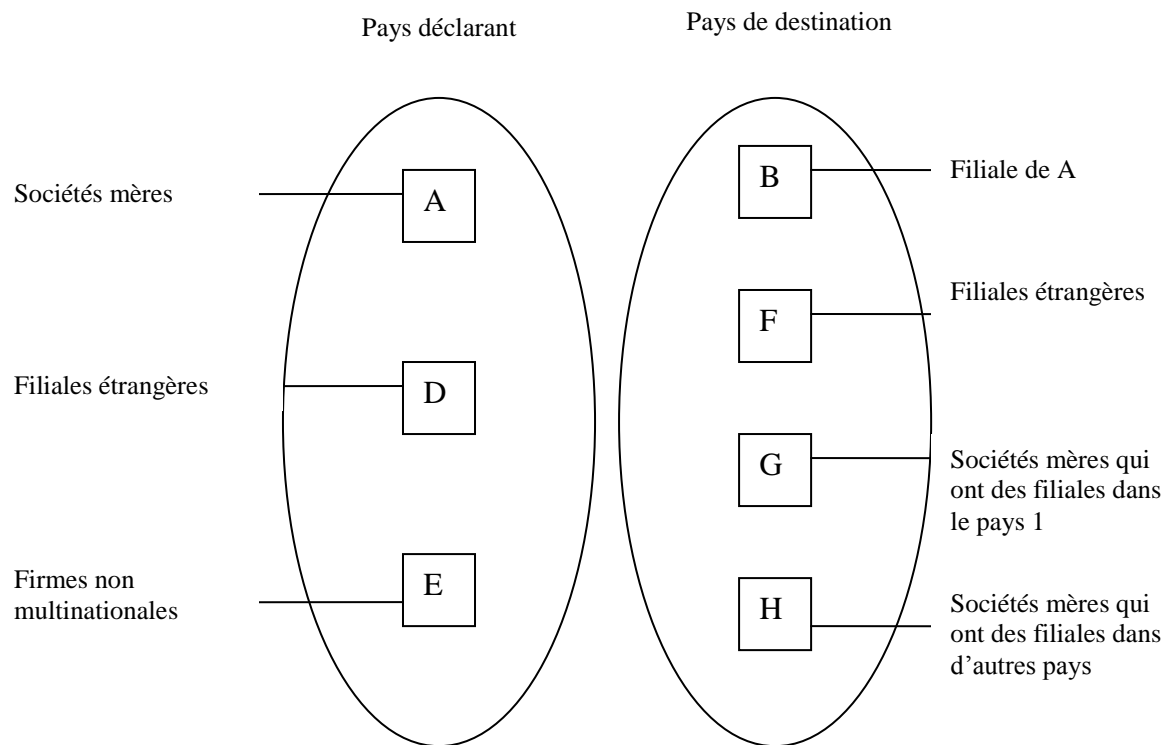 Pays déclarant
Pays de destination
Sociétés mères
A
B
Filiale de A
F
Filiales étrangères
Filiales étrangères
D
G
Sociétés mères qui
ont des filiales dans
le pays 1
Firmes non
multinationales
E
H
Sociétés mères qui
ont des filiales dans
d’autres pays